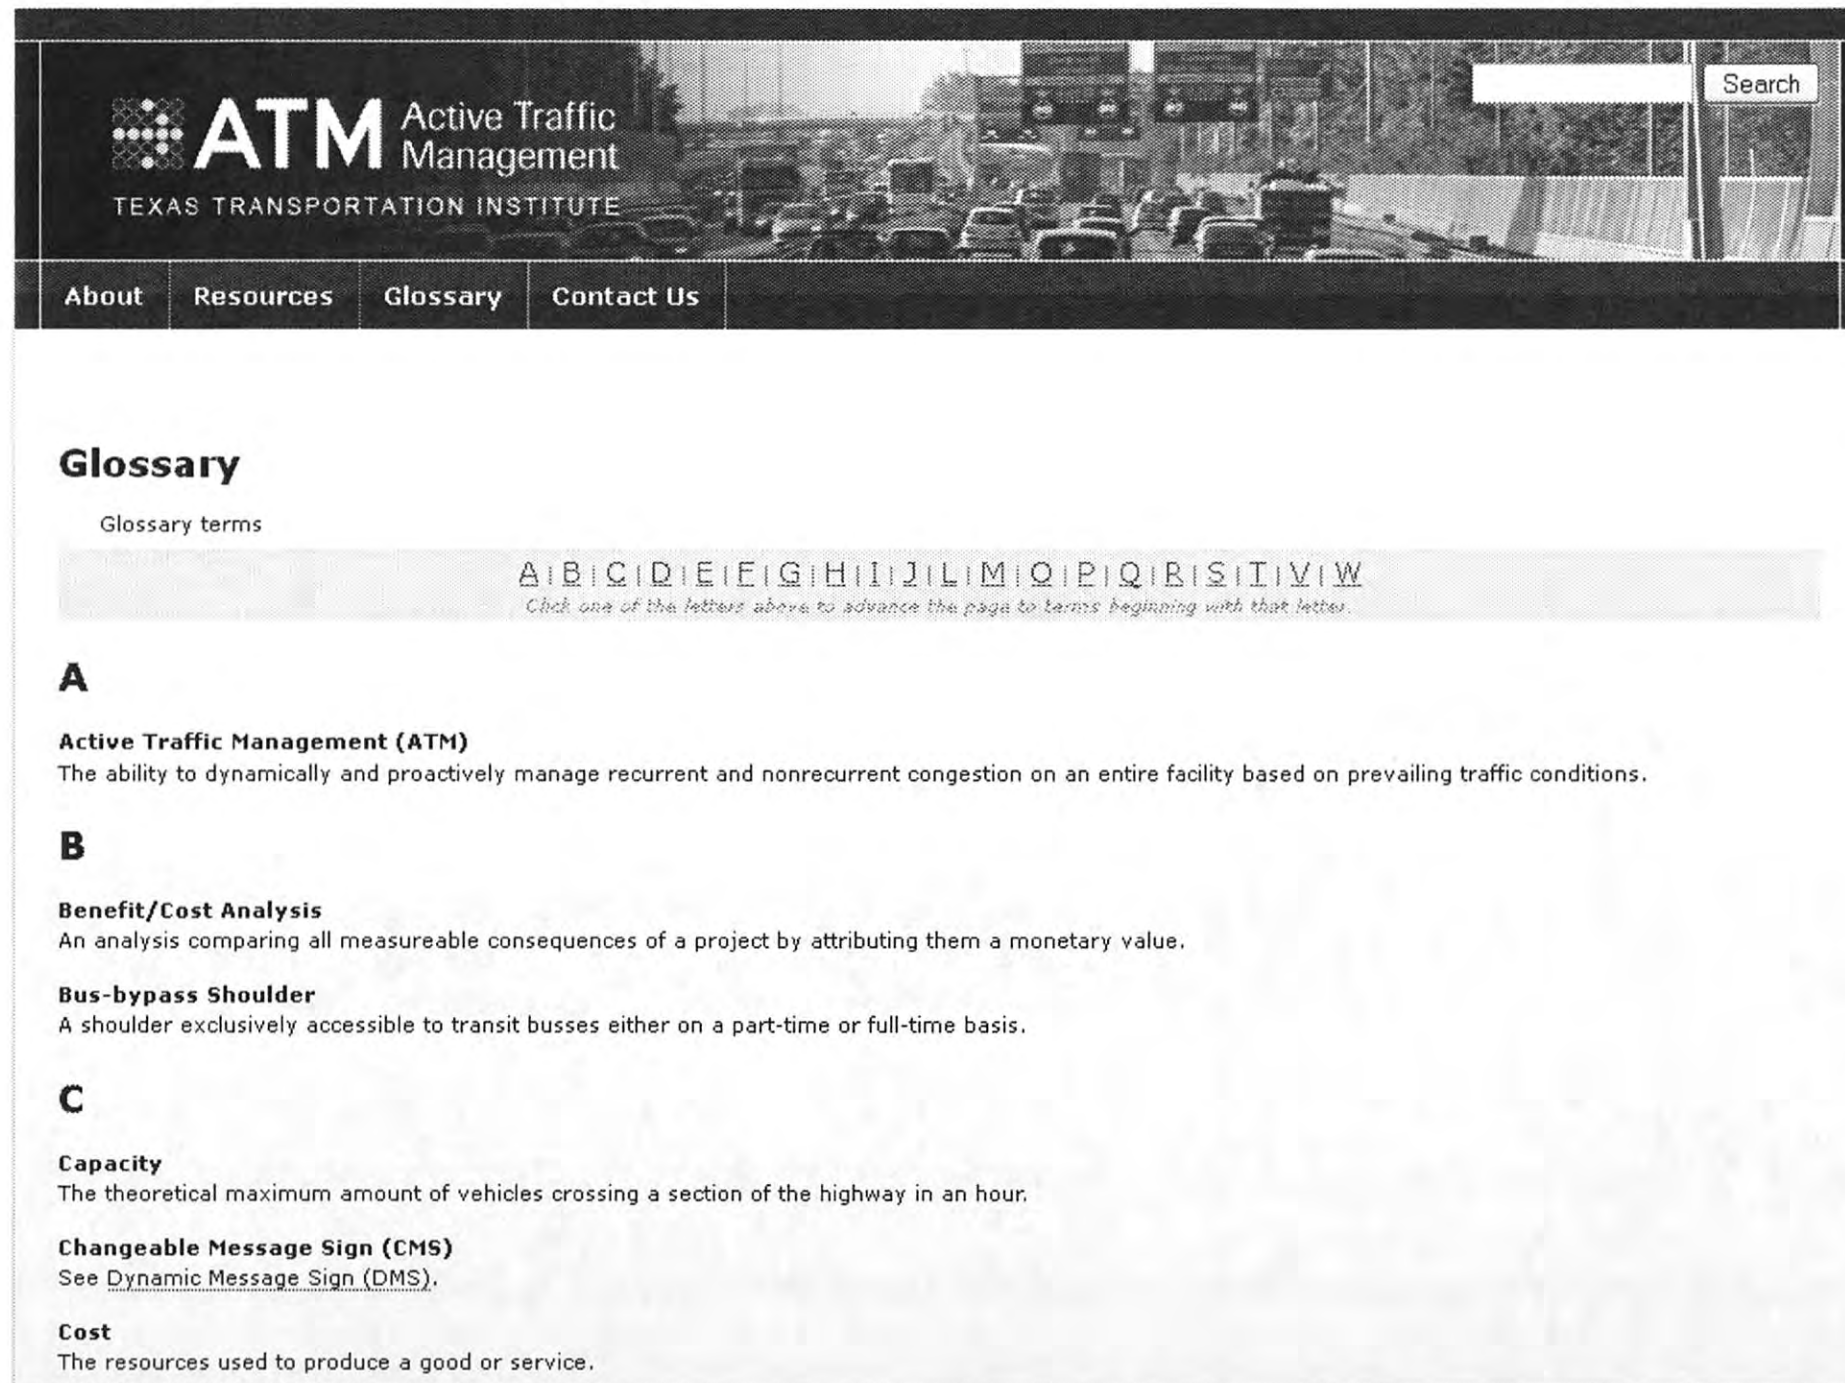 Search
ATM Active Traffic Management
TEXAS TRANSPORTATION INSTITUTE
About Resources Glossary Contact Us
Glossary
Glossary terms
A | B | C | D | E | F | G | H | I | J | L | M | O | P | Q | R | S | T | V | W
Click one of the letters above to advance the page to terms beginning with that letter.
A
Active Traffic Management (ATM)
The ability to dynamically and proactively manage recurrent and nonrecurrent congestion on an entire facility based on prevailing traffic conditions.
B
Benefit/Cost Analysis
An analysis comparing all measureable consequences of a project by attributing them a monetary value.
Bus-bypass Shoulder
A shoulder exclusively accessible to transit busses either on a part-time or full-time basis.
C
Capacity
The theoretical maximum amount of vehicles crossing a section of the highway in an hour.
Changeable Message Sign (CMS)
See Dynamic Message Sign (DMS).
Cost
The resources used to produce a good or service.